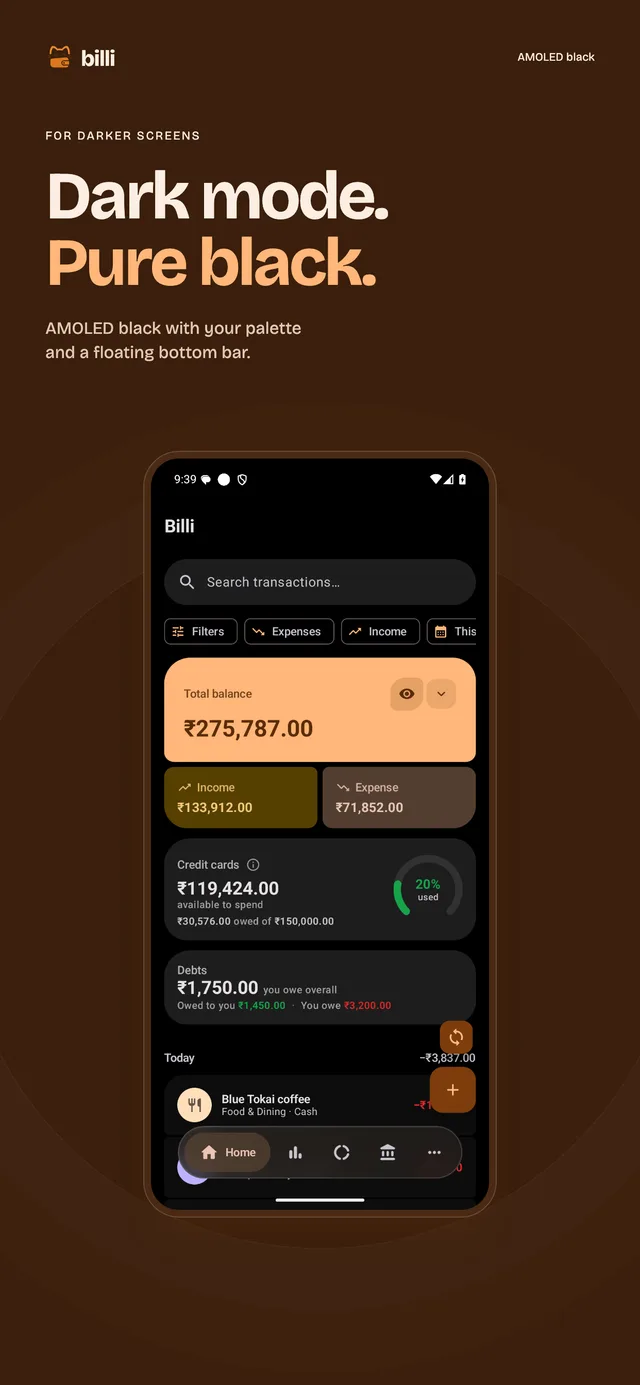 billi
AMOLED black
FOR DARKER SCREENS
Dark mode.
Pure black.
AMOLED black with your palette
and a floating bottom bar.
9:39
Billi
Search transactions…
Filters
Expenses
Income
This
Total balance
₹275,787.00
Income
₹133,912.00
Expense
₹71,852.00
Credit cards
₹119,424.00
available to spend
₹30,576.00 owed of ₹150,000.00
20%
used
Debts
₹1,750.00 you owe overall
Owed to you ₹1,450.00 · You owe ₹3,200.00
Today
−₹3,837.00
Blue Tokai coffee
Food & Dining · Cash
Home